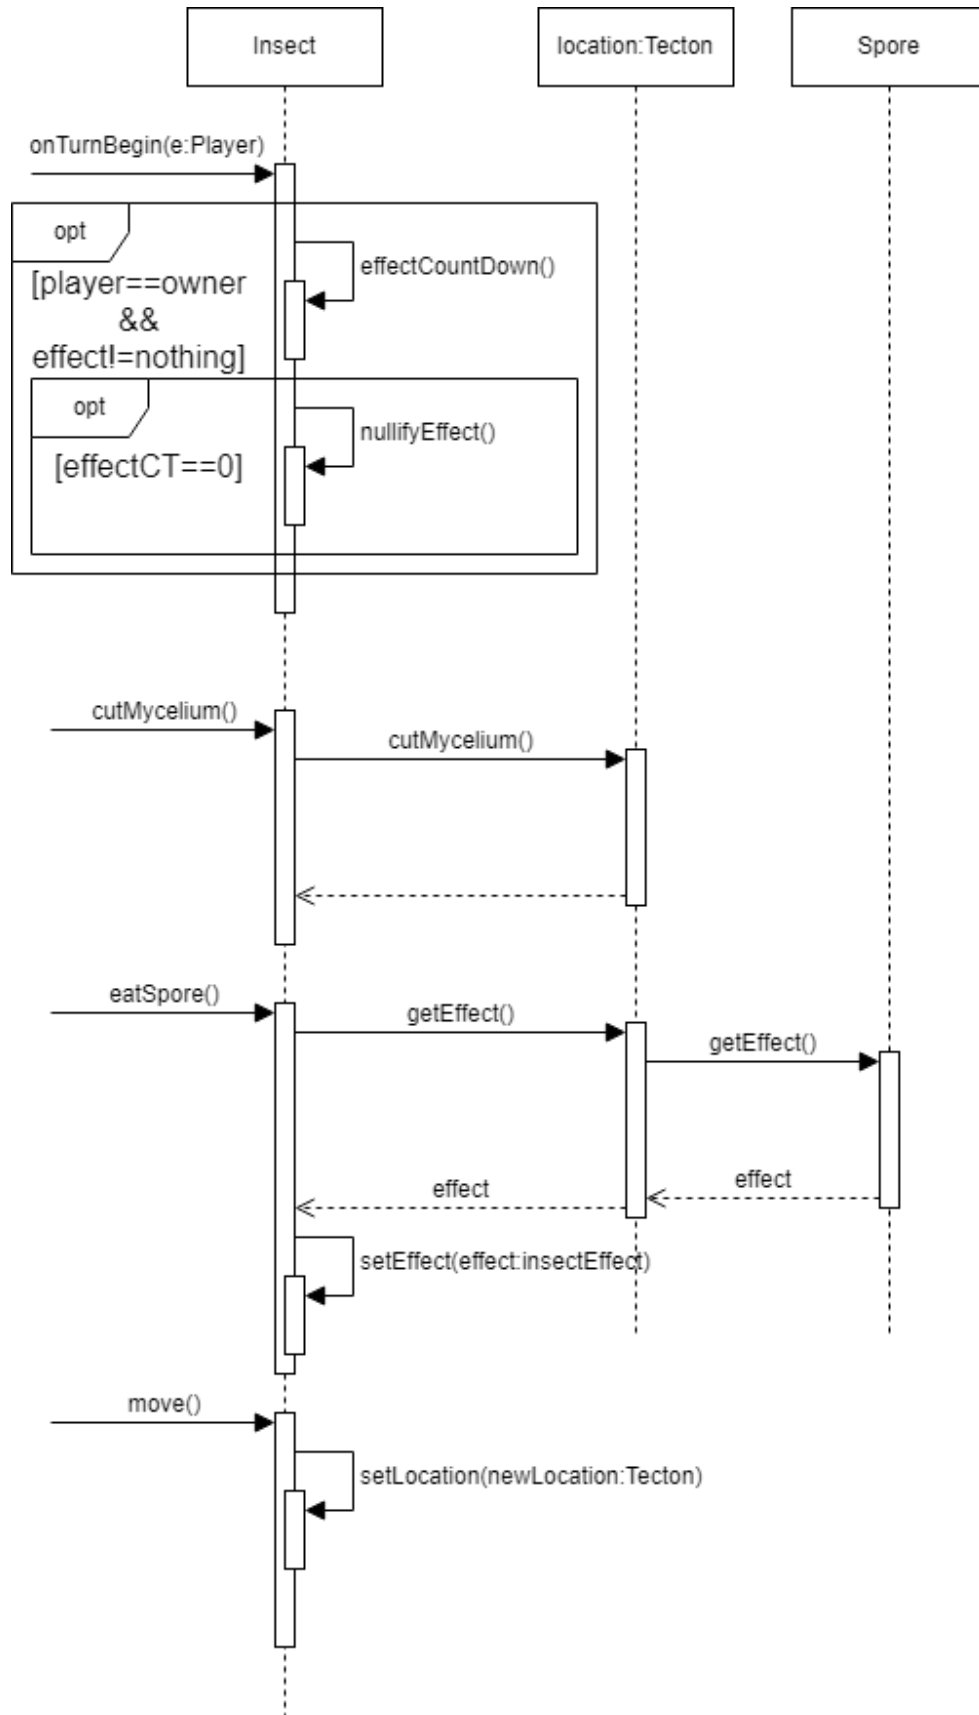 Insect
location:Tecton
Spore
onTurnBegin(e:Player)
opt
effectCountDown()
[player==owner
&&
effect!=nothing]
opt
nullifyEffect()
[effectCT==0]
cutMycelium()
cutMycelium()
eatSpore()
getEffect()
getEffect()
effect
effect
setEffect(effect:insectEffect)
move()
setLocation(newLocation:Tecton)